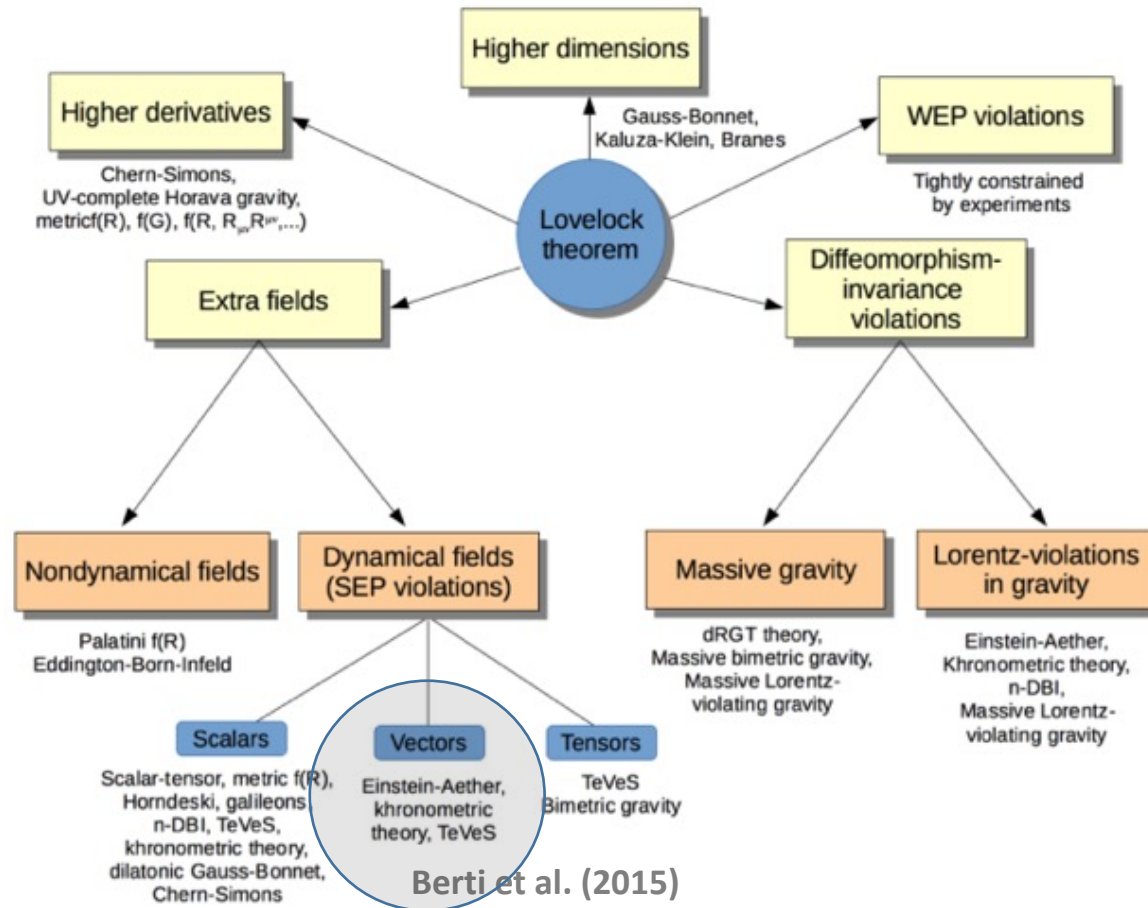 Higher dimensions
Gauss-Bonnet,
Kaluza-Klein, Branes
Higher derivatives
Chern-Simons,
UV-complete Horava gravity,
metricf(R), f(G), f(R, RμνRμν,...)
WEP violations
Tightly constrained
by experiments
Lovelock
theorem
Extra fields
Diffeomorphism-
invariance
violations
Nondynamical fields
Palatini f(R)
Eddington-Born-Infeld
Dynamical fields
(SEP violations)
Massive gravity
dRGT theory,
Massive bimetric gravity,
Massive Lorentz-
violating gravity
Lorentz-violations
in gravity
Einstein-Aether,
Khronometric theory,
n-DBI,
Massive Lorentz-
violating gravity
Scalars
Scalar-tensor, metric f(R),
Horndeski, galileons,
n-DBI, TeVeS,
khronometric theory,
dilatonic Gauss-Bonnet,
Chern-Simons
Vectors
Einstein-Aether,
khronometric
theory, TeVeS
Tensors
TeVeS
Bimetric gravity
Berti et al. (2015)